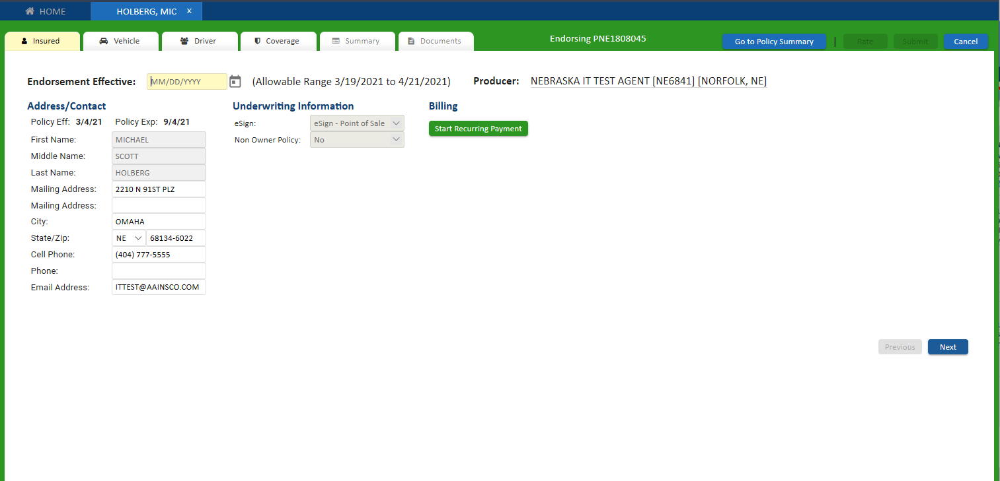 HOME
HOLBERG, MIC X
Insured Vehicle Driver Coverage Summary Documents Endorsing PNE1808045 Go to Policy Summary | Rate Submit Cancel
Endorsement Effective: MM/DD/YYYY (Allowable Range 3/19/2021 to 4/21/2021) Producer: NEBRASKA IT TEST AGENT [NE6841] [NORFOLK, NE]
Address/Contact
Policy Eff: 3/4/21 Policy Exp: 9/4/21
First Name: MICHAEL
Middle Name: SCOTT
Last Name: HOLBERG
Mailing Address: 2210 N 91ST PLZ
Mailing Address:
City: OMAHA
State/Zip: NE 68134-6022
Cell Phone: (404) 777-5555
Phone:
Email Address: ITTEST@AAINSCO.COM
Underwriting Information
eSign: eSign - Point of Sale
Non Owner Policy: No
Billing
Start Recurring Payment
Previous Next